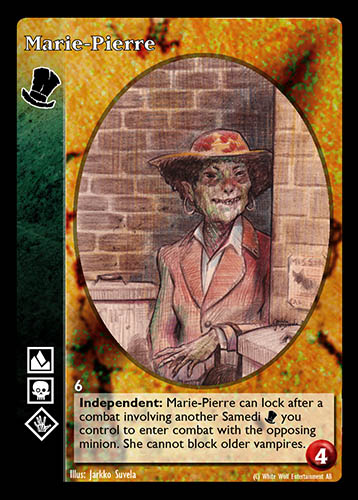 Marie-Pierre
MISSING
6
Independent: Marie-Pierre can lock after a
combat involving another Samedi you
control to enter combat with the opposing
minion. She cannot block older vampires.
4
Illus: Jarkko Suvela
(C) White Wolf Entertainment AB